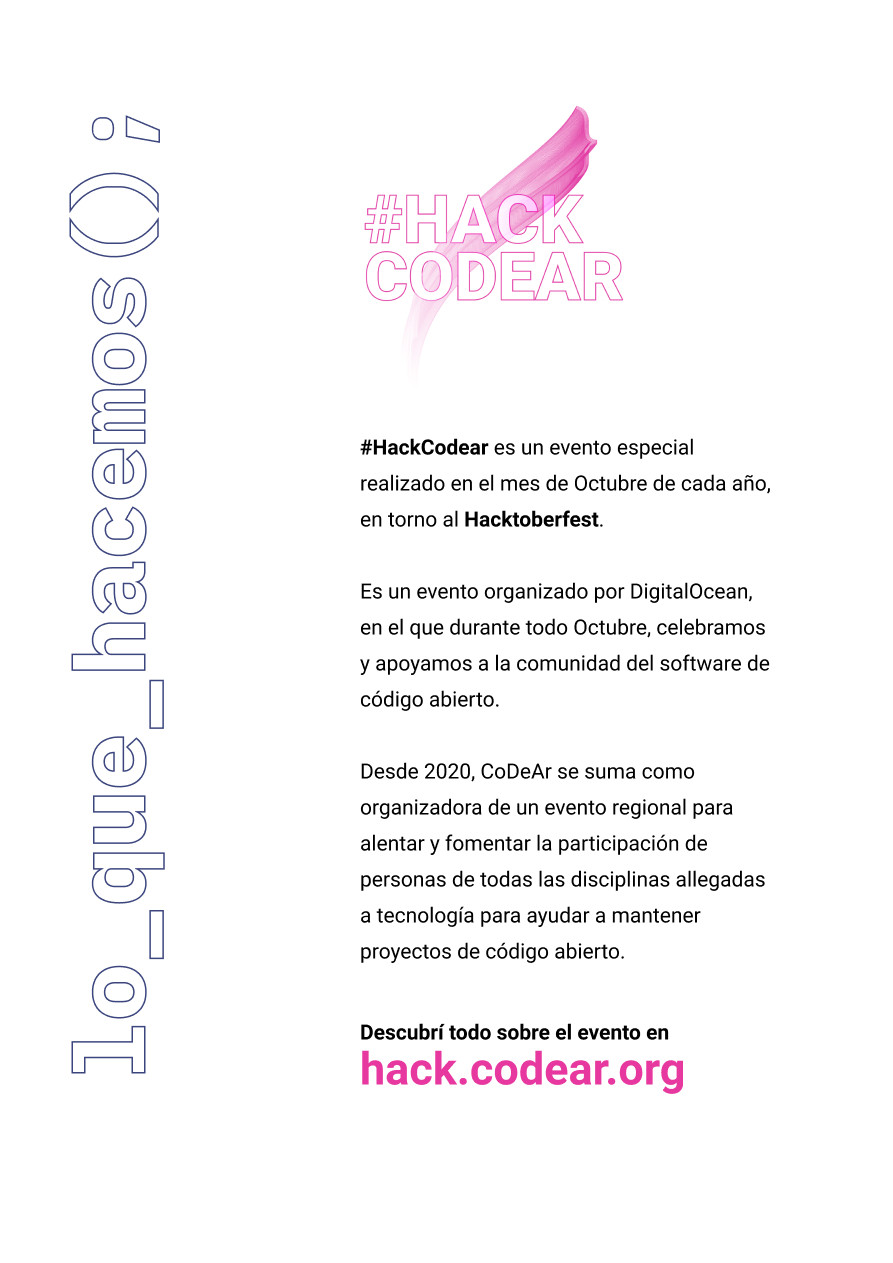 lo_que_hacemos();
#HACK
CODEAR
#HackCodear es un evento especial
realizado en el mes de Octubre de cada año,
en torno al Hacktoberfest.
Es un evento organizado por DigitalOcean,
en el que durante todo Octubre, celebramos
y apoyamos a la comunidad del software de
código abierto.
Desde 2020, CoDeAr se suma como
organizadora de un evento regional para
alentar y fomentar la participación de
personas de todas las disciplinas allegadas
a tecnología para ayudar a mantener
proyectos de código abierto.
Descubrí todo sobre el evento en
hack.codear.org